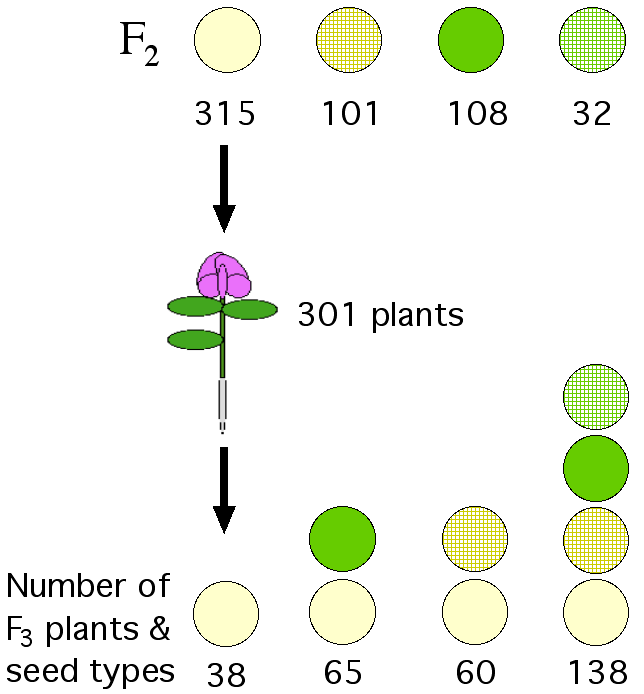 F2
315 101 108 32
301 plants
Number of
F3 plants &
seed types
38 65 60 138